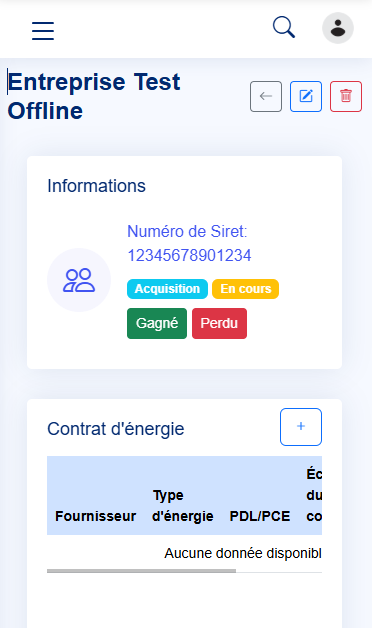 Entreprise Test
Offline
Informations
Numéro de Siret:
12345678901234
Acquisition En cours
Gagné Perdu
Contrat d'énergie
+
Fournisseur Type d'énergie PDL/PCE Éc du co
Aucune donnée disponibl